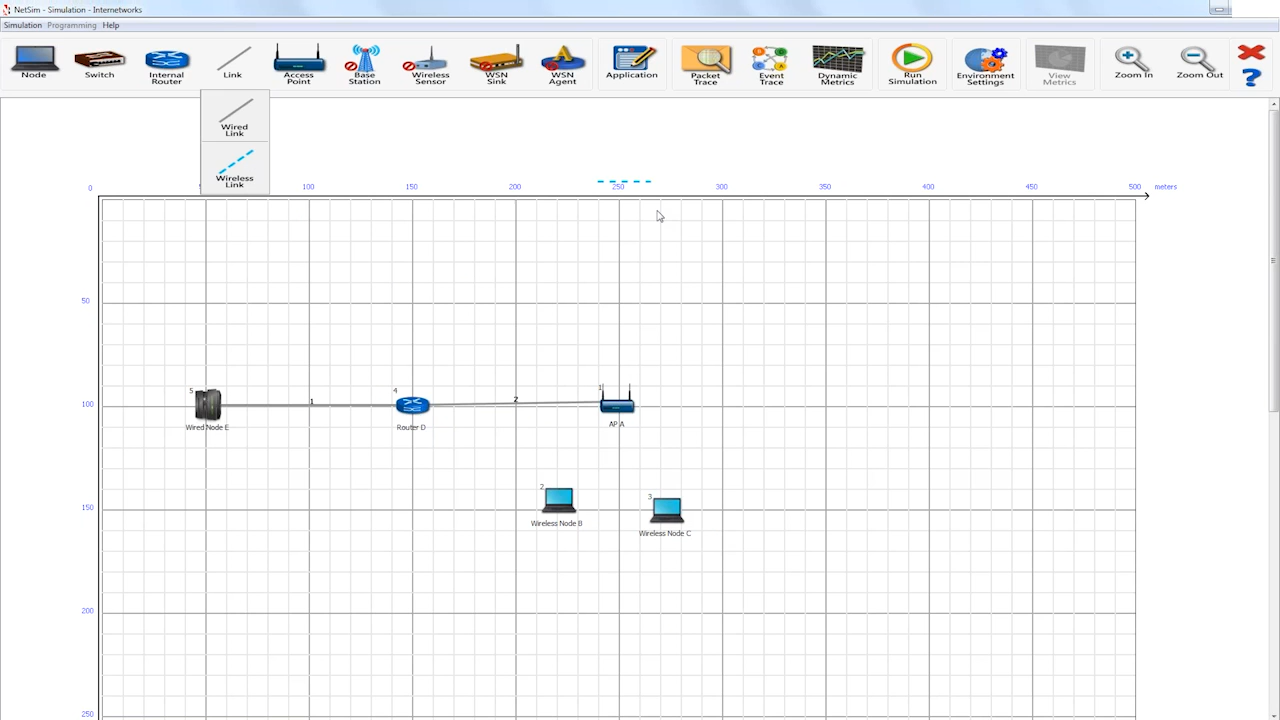 NetSim - Simulation - Internetworks
Simulation Programming Help
Node
Switch
Internal
Router
Link
Access
Point
Base
Station
Wireless
Sensor
WSN
Sink
WSN
Agent
Application
Packet
Trace
Event
Trace
Dynamic
Metrics
Run
Simulation
Environment
Settings
View
Metrics
Zoom In
Zoom Out
Wired
Link
Wireless
Link
0 100 150 200 250 300 350 400 450 500 meters
50
5 4 1
100 1 2
Wired Node E Router D AP A
2 3
150
Wireless Node B Wireless Node C
200
250